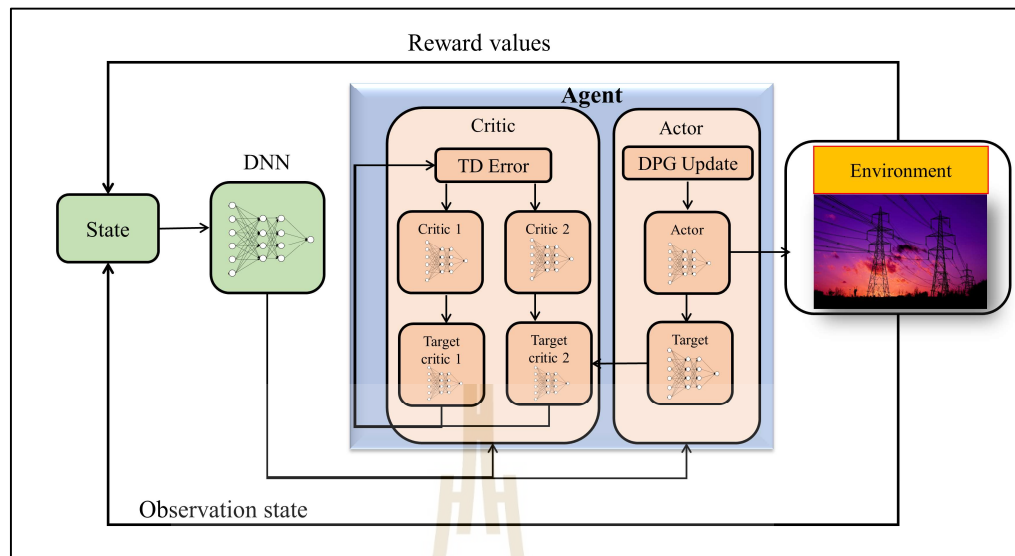 Reward values
Agent
Critic
Actor
DNN
TD Error
DPG Update
Environment
State
Critic 1
Critic 2
Actor
Target
critic 1
Target
critic 2
Target
Observation state